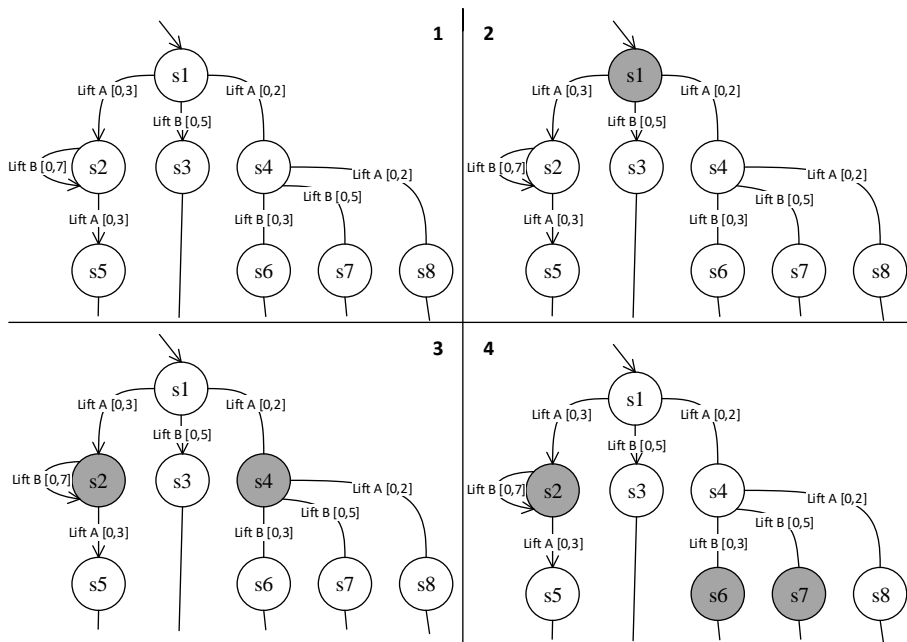 1
s1
Lift A [0,3]
Lift A [0,2]
Lift B [0,5]
Lift B [0,7]
s2
s3
s4
Lift A [0,2]
Lift B [0,5]
Lift A [0,3]
Lift B [0,3]
s5
s6
s7
s8
2
s1
Lift A [0,3]
Lift A [0,2]
Lift B [0,5]
Lift B [0,7]
s2
s3
s4
Lift A [0,2]
Lift B [0,5]
Lift A [0,3]
Lift B [0,3]
s5
s6
s7
s8
3
s1
Lift A [0,3]
Lift A [0,2]
Lift B [0,5]
Lift B [0,7]
s2
s3
s4
Lift A [0,2]
Lift B [0,5]
Lift A [0,3]
Lift B [0,3]
s5
s6
s7
s8
4
s1
Lift A [0,3]
Lift A [0,2]
Lift B [0,5]
Lift B [0,7]
s2
s3
s4
Lift A [0,2]
Lift B [0,5]
Lift A [0,3]
Lift B [0,3]
s5
s6
s7
s8